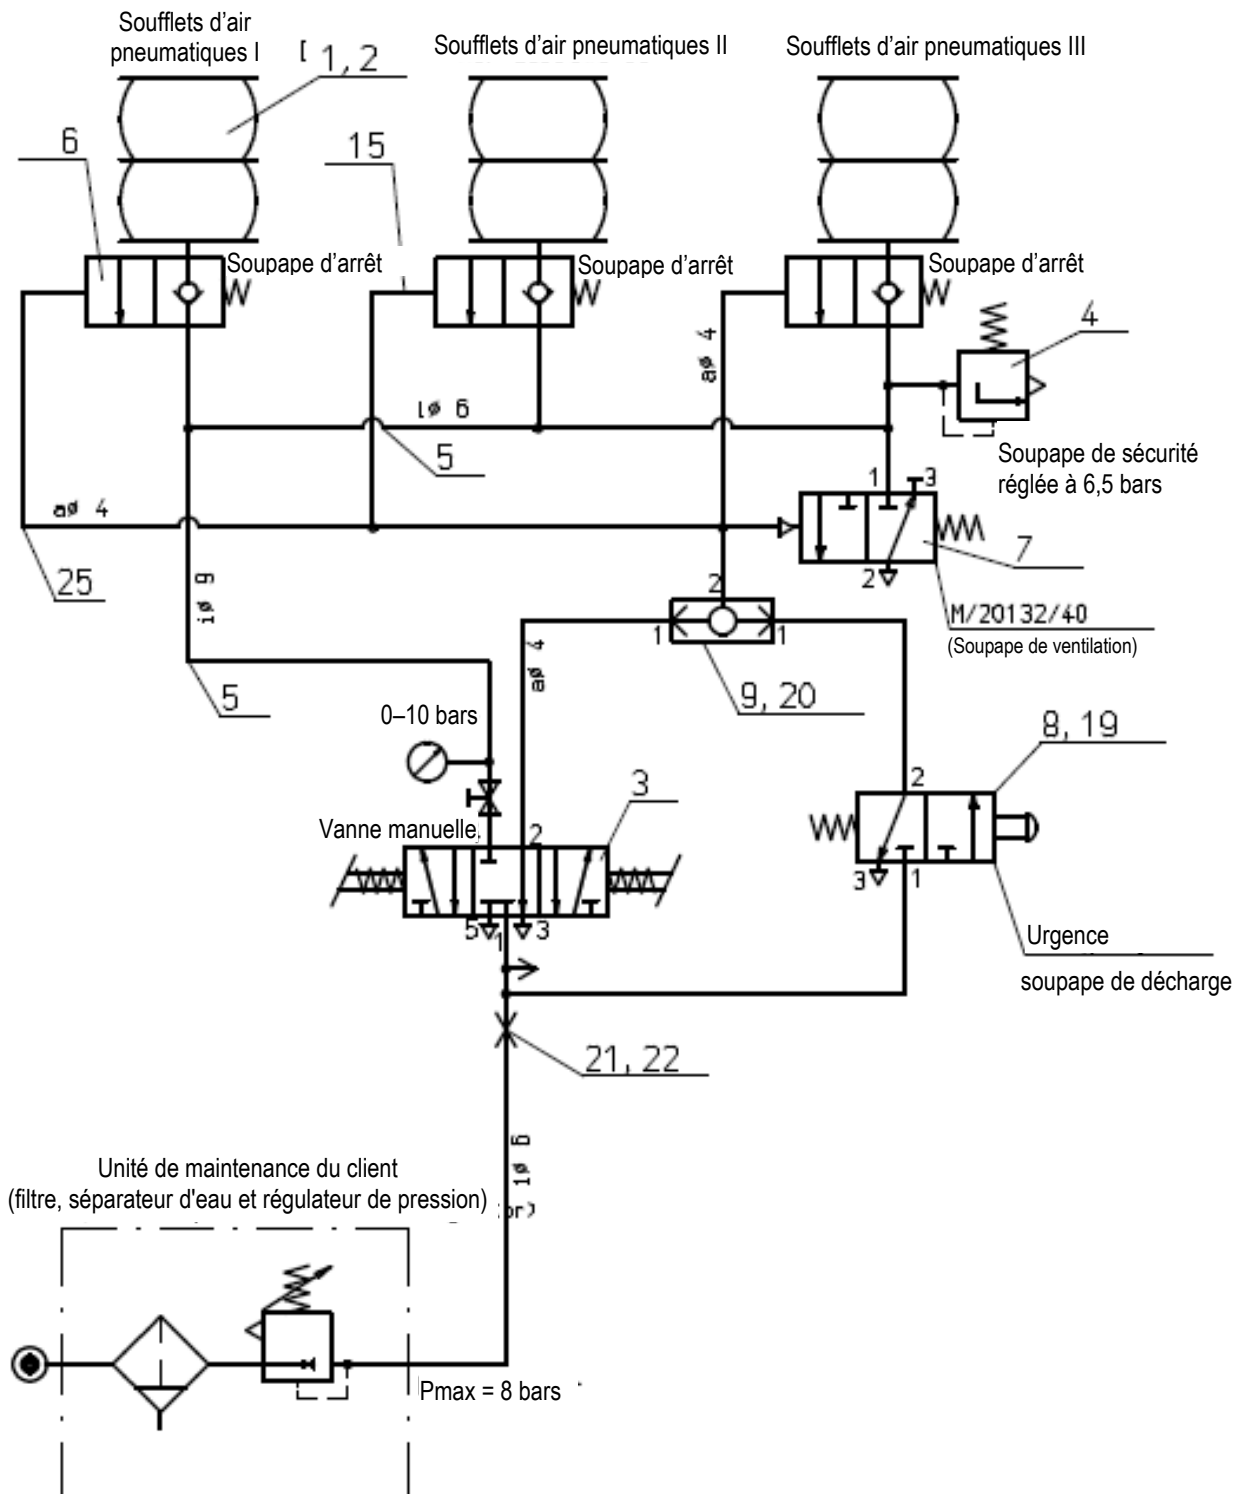 Soufflets d’air
pneumatiques I
Soufflets d’air pneumatiques II
Soufflets d’air pneumatiques III
1, 2
6
15
Soupape d’arrêt
Soupape d’arrêt
Soupape d’arrêt
4
aø 4
iø 6
5
Soupape de sécurité
réglée à 6,5 bars
1
3
aø 4
7
2
25
iø 9
2
M/20132/40
(Soupape de ventilation)
1
1
aø 4
5
9, 20
0–10 bars
8, 19
2
3
Vanne manuelle
2
3
1
5
1
3
Urgence
soupape de décharge
21, 22
iø 6
Unité de maintenance du client
(filtre, séparateur d'eau et régulateur de pression)
Pmax = 8 bars